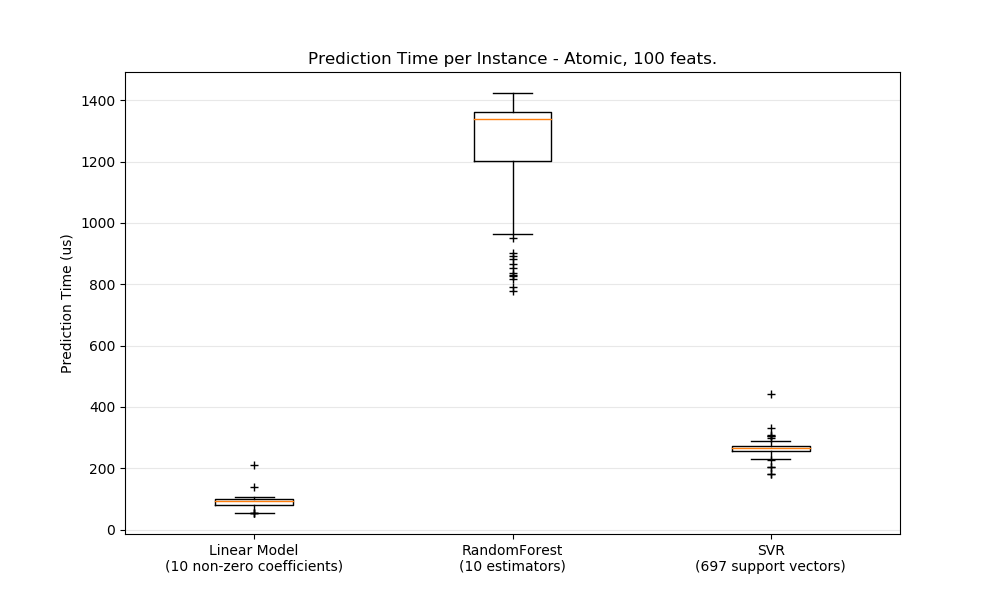 Prediction Time per Instance - Atomic, 100 feats.
Prediction Time (us)
1400
1200
1000
800
600
400
200
0
Linear Model
(10 non-zero coefficients)
RandomForest
(10 estimators)
SVR
(697 support vectors)